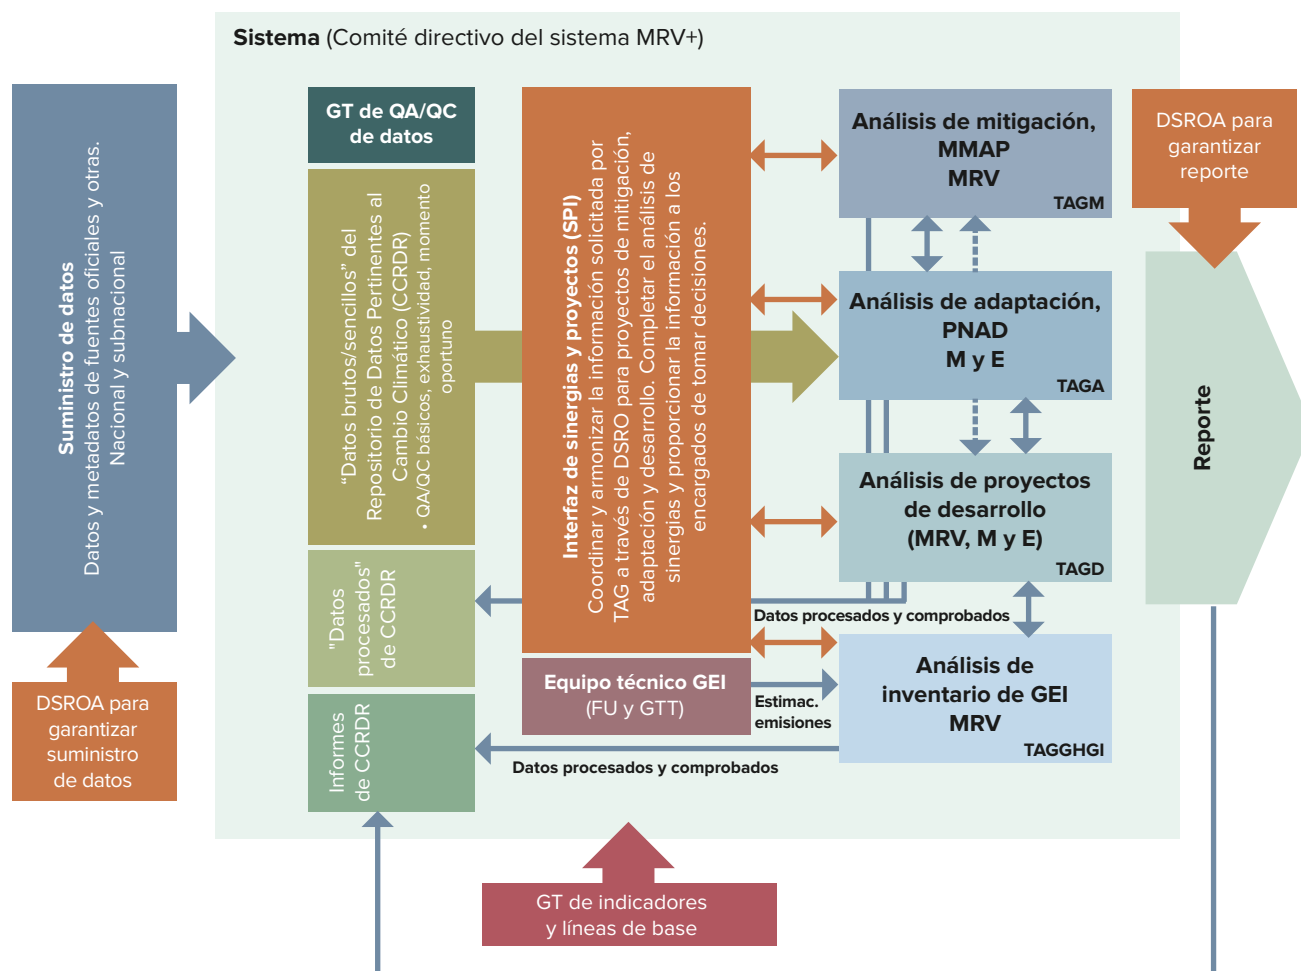 Sistema (Comité directivo del sistema MRV+)
Suministro de datos
Datos y metadatos de fuentes oficiales y otras.
Nacional y subnacional
DSROA para
garantizar
suministro
de datos
GT de QA/QC
de datos
“Datos brutos/sencillos” del
Repositorio de Datos Pertinentes al
Cambio Climático (CCRDR)
• QA/QC básicos, exhaustividad, momento
oportuno
"Datos
procesados"
de CCRDR
Informes
de CCRDR
Interfaz de sinergias y proyectos (SPI)
Coordinar y armonizar la información solicitada por
TAG a través de DSRO para proyectos de mitigación,
adaptación y desarrollo. Completar el análisis de
sinergias y proporcionar la información a los
encargados de tomar decisiones.
Equipo técnico GEI
(FU y GTT)
Estimac.
emisiones
Datos procesados y comprobados
Datos procesados y comprobados
Análisis de mitigación,
MMAP
MRV
TAGM
Análisis de adaptación,
PNAD
M y E
TAGA
Análisis de proyectos
de desarrollo
(MRV, M y E)
TAGD
Análisis de
inventario de GEI
MRV
TAGGHGI
DSROA para
garantizar
reporte
Reporte
GT de indicadores
y líneas de base